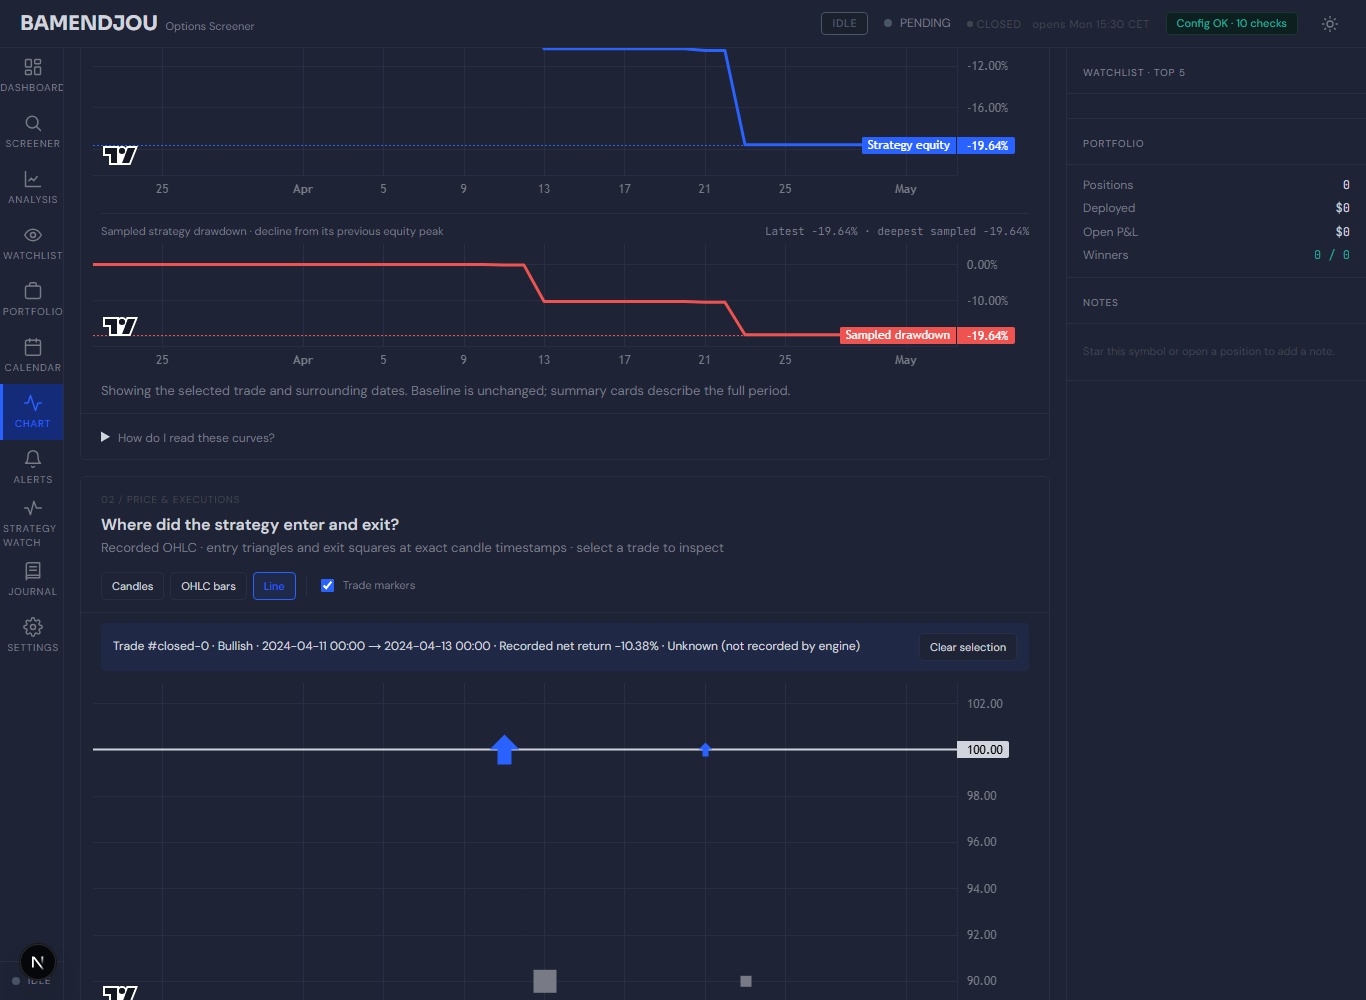 BAMENDJOU Options Screener
IDLE PENDING CLOSED opens Mon 15:30 CET Config OK · 10 checks
DASHBOARD
SCREENER
ANALYSIS
WATCHLIST
PORTFOLIO
CALENDAR
CHART
ALERTS
STRATEGY
WATCH
JOURNAL
SETTINGS
IDLE
N
-12.00%
-16.00%
Strategy equity -19.64%
25 Apr 5 9 13 17 21 25 May
Sampled strategy drawdown · decline from its previous equity peak
Latest -19.64% · deepest sampled -19.64%
0.00%
-10.00%
Sampled drawdown -19.64%
25 Apr 5 9 13 17 21 25 May
Showing the selected trade and surrounding dates. Baseline is unchanged; summary cards describe the full period.
How do I read these curves?
02 / PRICE & EXECUTIONS
Where did the strategy enter and exit?
Recorded OHLC · entry triangles and exit squares at exact candle timestamps · select a trade to inspect
Candles OHLC bars Line Trade markers
Trade #closed-0 · Bullish · 2024-04-11 00:00 → 2024-04-13 00:00 · Recorded net return -10.38% · Unknown (not recorded by engine) Clear selection
102.00
100.00
98.00
96.00
94.00
92.00
90.00
WATCHLIST · TOP 5
PORTFOLIO
Positions 0
Deployed $0
Open P&L $0
Winners 0 / 0
NOTES
Star this symbol or open a position to add a note.